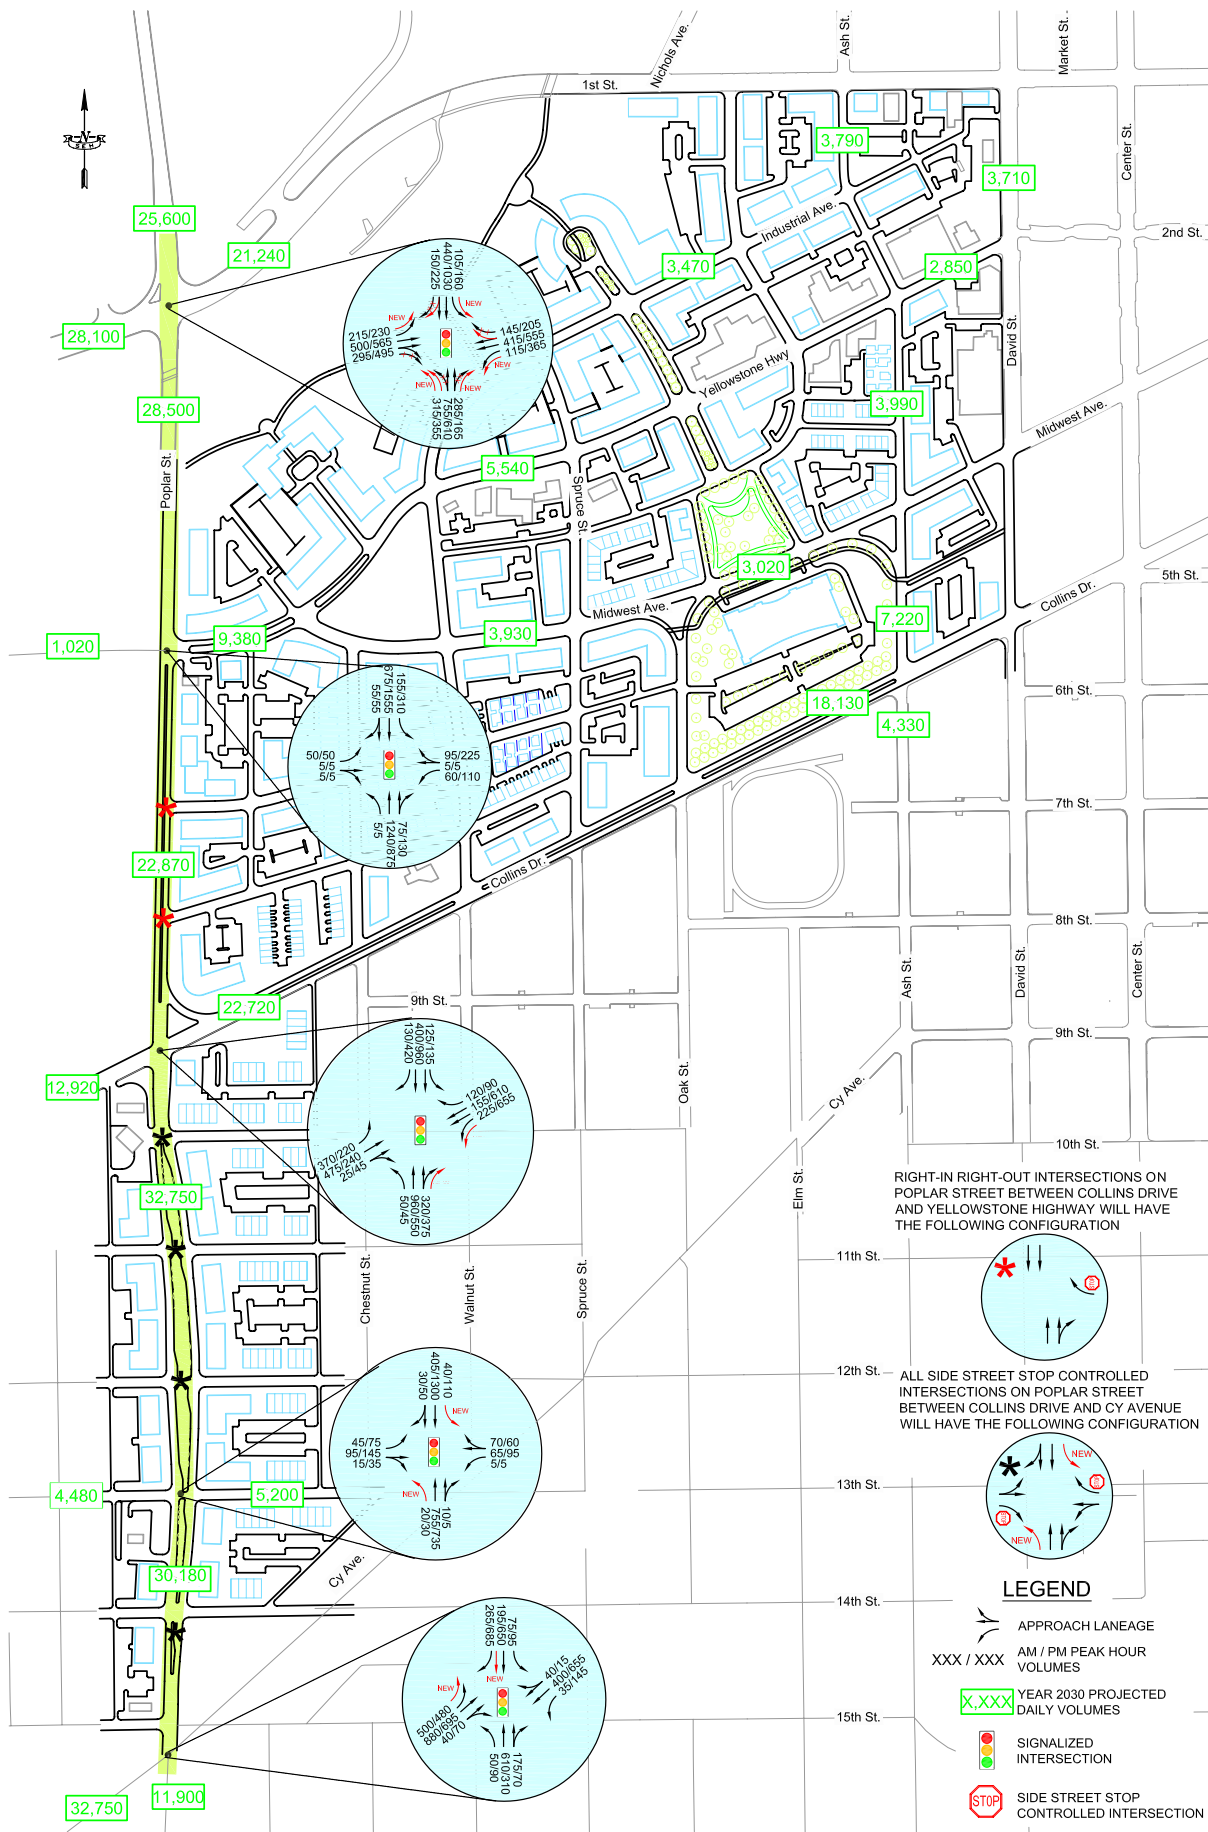 Nichols Ave.
Ash St.
Market St.
1st St.
Center St.
3,790
3,710
N
SEH
25,600
21,240
Industrial Ave.
2nd St.
3,470
2,850
28,100
105/160
440/1030
150/225
NEW
NEW
215/230
500/565
295/495
145/205
415/555
115/365
NEW
NEW
NEW
285/165
755/610
315/355
David St.
Yellowstone Hwy
28,500
3,990
Midwest Ave.
Poplar St.
5,540
Spruce St.
3,020
5th St.
Collins Dr.
Midwest Ave.
7,220
1,020
9,380
3,930
6th St.
155/310
675/1555
55/55
18,130
4,330
50/50
5/5
5/5
95/225
5/5
60/110
75/130
1240/875
5/5
7th St.
22,870
Collins Dr.
8th St.
Ash St.
David St.
Center St.
22,720
9th St.
9th St.
125/135
400/960
130/420
12,920
120/90
155/610
225/655
Oak St.
Cy Ave.
370/220
475/240
25/45
320/375
960/550
50/45
10th St.
32,750
Elm St.
RIGHT-IN RIGHT-OUT INTERSECTIONS ON
POPLAR STREET BETWEEN COLLINS DRIVE
AND YELLOWSTONE HIGHWAY WILL HAVE
THE FOLLOWING CONFIGURATION
11th St.
Chestnut St.
Walnut St.
Spruce St.
STOP
12th St.
ALL SIDE STREET STOP CONTROLLED
INTERSECTIONS ON POPLAR STREET
BETWEEN COLLINS DRIVE AND CY AVENUE
WILL HAVE THE FOLLOWING CONFIGURATION
40/110
405/1300
30/50
NEW
45/75
95/145
15/35
70/60
65/95
5/5
NEW
10/5
755/735
20/30
NEW
STOP
STOP
NEW
13th St.
4,480
5,200
Cy Ave.
30,180
LEGEND
14th St.
APPROACH LANEAGE
XXX / XXX
AM / PM PEAK HOUR
VOLUMES
X,XXX
YEAR 2030 PROJECTED
DAILY VOLUMES
75/95
195/650
265/685
NEW
NEW
40/15
400/655
35/145
500/480
880/695
40/70
175/70
610/310
50/90
15th St.
SIGNALIZED
INTERSECTION
STOP
SIDE STREET STOP
CONTROLLED INTERSECTION
11,900
32,750